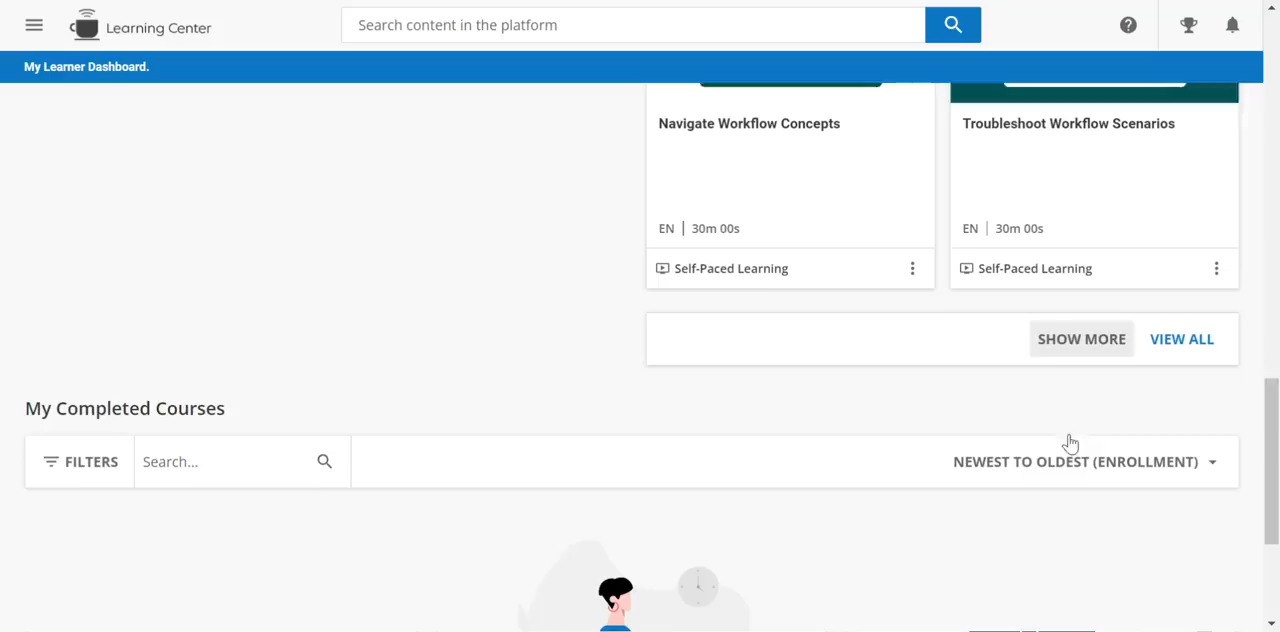 Learning Center
Search content in the platform
My Learner Dashboard.
Navigate Workflow Concepts
Troubleshoot Workflow Scenarios
EN | 30m 00s
EN | 30m 00s
Self-Paced Learning
Self-Paced Learning
SHOW MORE VIEW ALL
My Completed Courses
FILTERS Search... NEWEST TO OLDEST (ENROLLMENT)